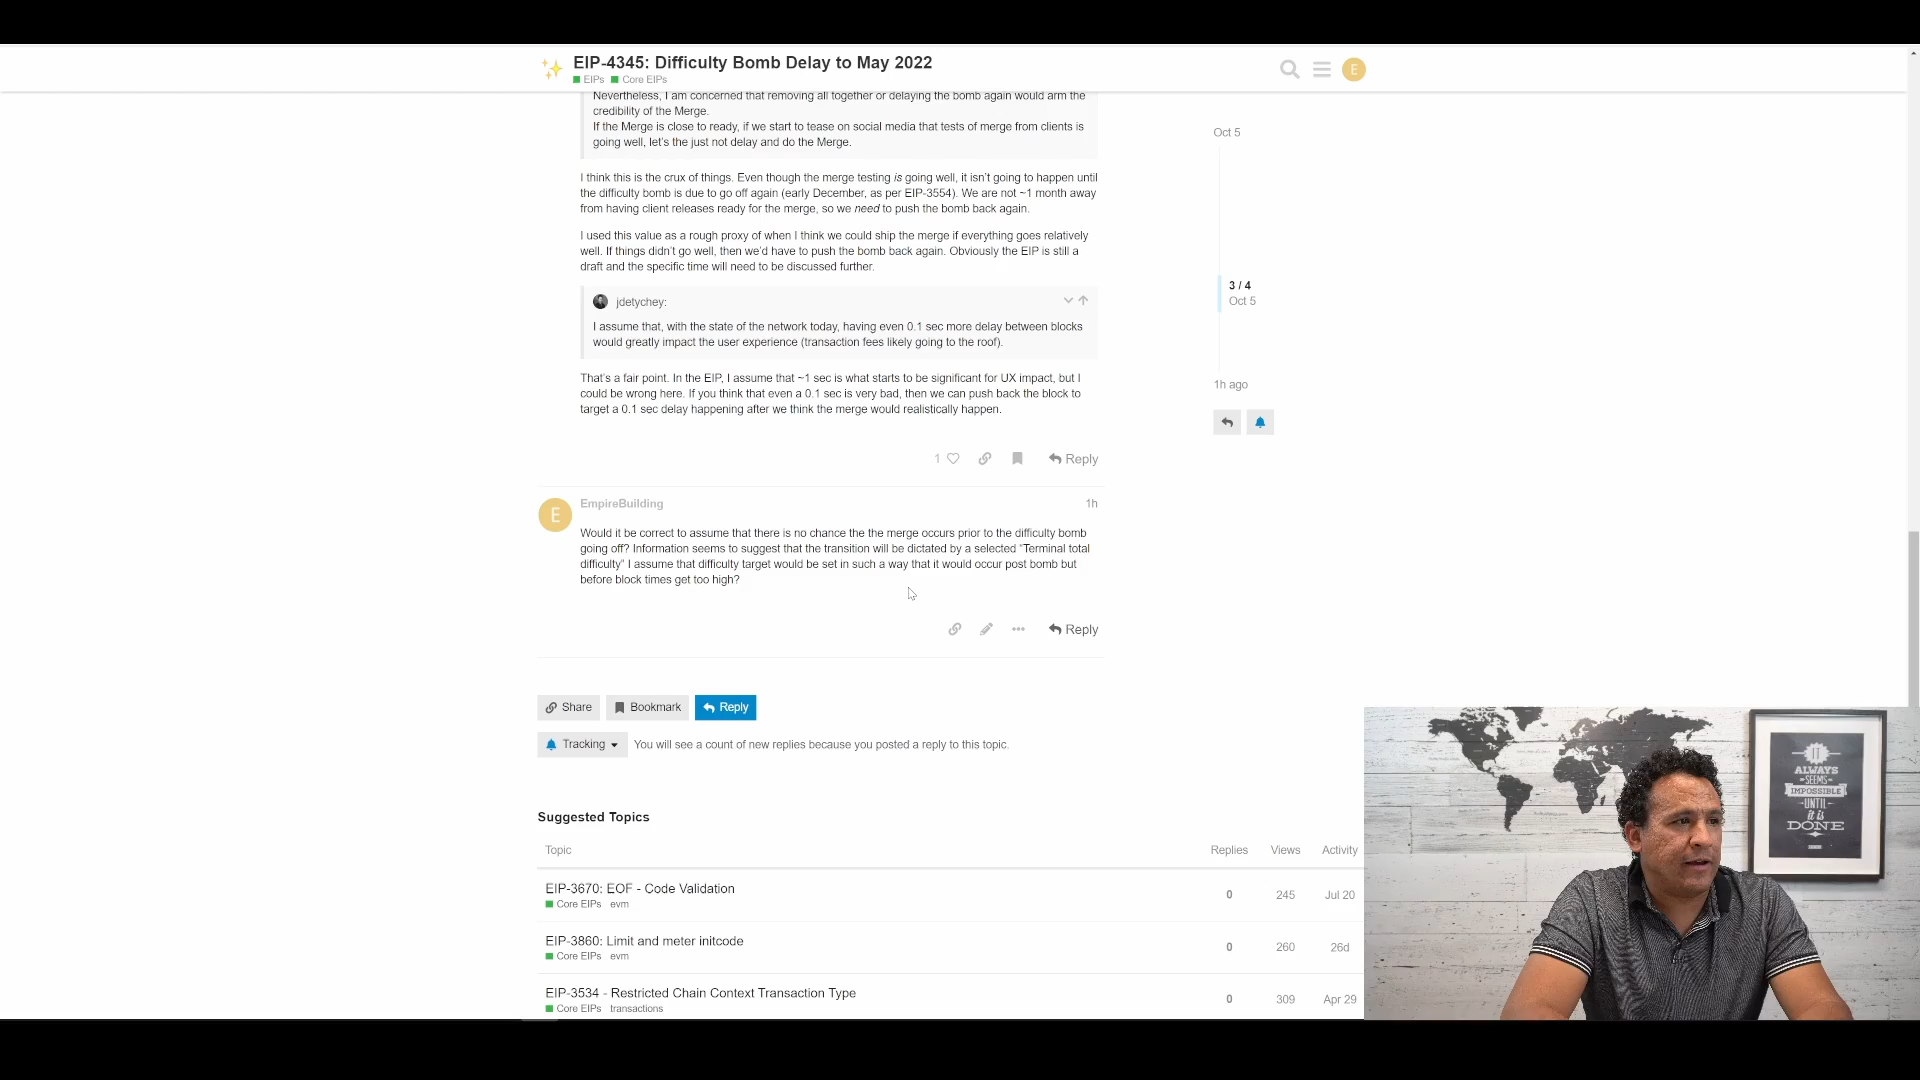 EIP-4345: Difficulty Bomb Delay to May 2022
EIPs Core EIPs
E
Nevertheless, I am concerned that removing all together or delaying the bomb again would arm the
credibility of the Merge.
If the Merge is close to ready, if we start to tease on social media that tests of merge from clients is
going well, let's the just not delay and do the Merge.
I think this is the crux of things. Even though the merge testing is going well, it isn't going to happen until
the difficulty bomb is due to go off again (early December, as per EIP-3554). We are not ~1 month away
from having client releases ready for the merge, so we need to push the bomb back again.
I used this value as a rough proxy of when I think we could ship the merge if everything goes relatively
well. If things didn't go well, then we'd have to push the bomb back again. Obviously the EIP is still a
draft and the specific time will need to be discussed further.
jdetychey:
I assume that, with the state of the network today, having even 0.1 sec more delay between blocks
would greatly impact the user experience (transaction fees likely going to the roof).
That's a fair point. In the EIP, I assume that ~1 sec is what starts to be significant for UX impact, but I
could be wrong here. If you think that even a 0.1 sec is very bad, then we can push back the block to
target a 0.1 sec delay happening after we think the merge would realistically happen.
1
Reply
Oct 5
3 / 4
Oct 5
1h ago
E
EmpireBuilding
1h
Would it be correct to assume that there is no chance the the merge occurs prior to the difficulty bomb
going off? Information seems to suggest that the transition will be dictated by a selected "Terminal total
difficulty" I assume that difficulty target would be set in such a way that it would occur post bomb but
before block times get too high?
Reply
Share Bookmark Reply
Tracking You will see a count of new replies because you posted a reply to this topic.
Suggested Topics
Topic Replies Views Activity
EIP-3670: EOF - Code Validation
Core EIPs evm
0 245 Jul 20
EIP-3860: Limit and meter initcode
Core EIPs evm
0 260 26d
EIP-3534 - Restricted Chain Context Transaction Type
Core EIPs transactions
0 309 Apr 29
IT
ALWAYS
SEEMS
IMPOSSIBLE
UNTIL
it is
DONE